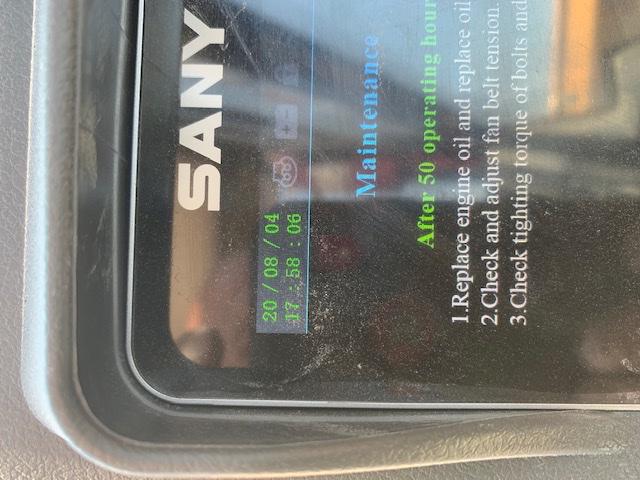 SANY
20/08/04
17:58:06
Maintenance
After 50 operating hour
1.Replace engine oil and replace oil
2.Check and adjust fan belt tension.
3.Check tighting torque of bolts and